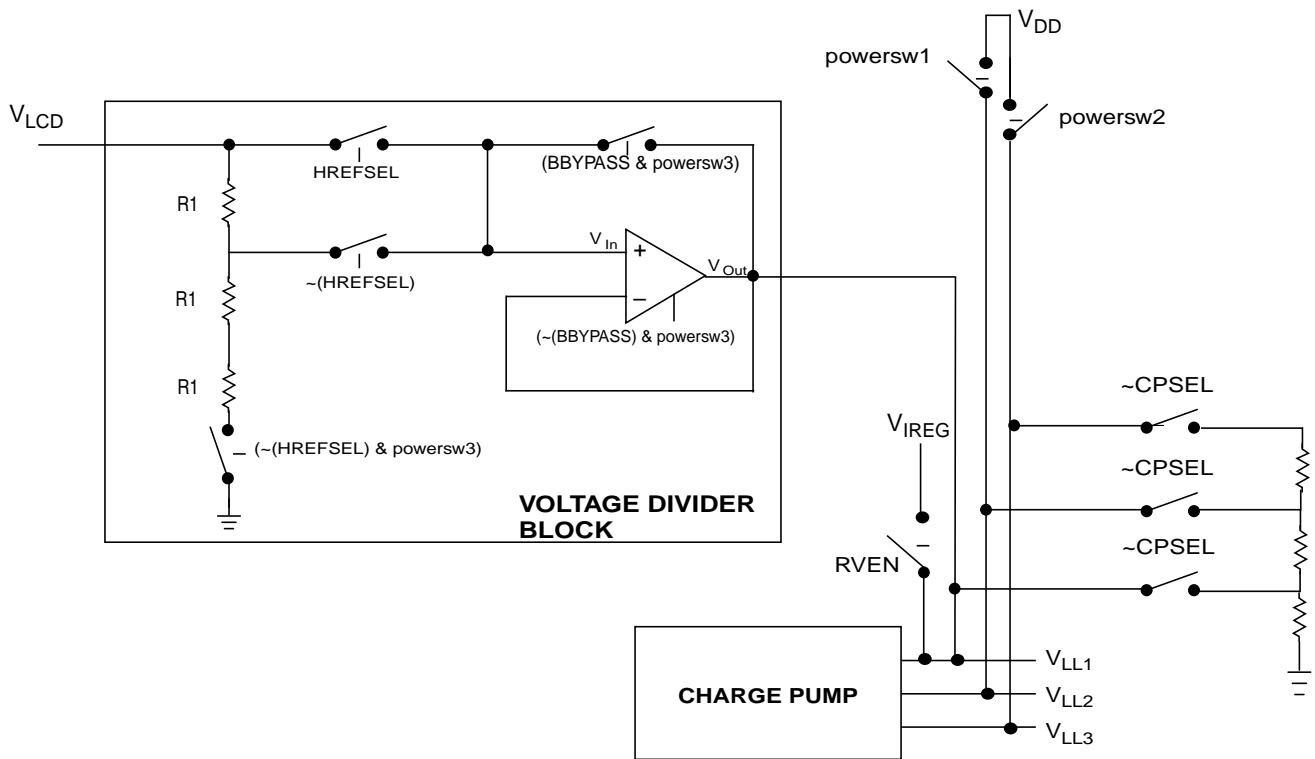 VDD
powersw1
powersw2
VLCD
HREFSEL
(BBYPASS & powersw3)
R1
~(HREFSEL)
VIn
+
VOut
−
R1
(~(BBYPASS) & powersw3)
R1
(~(HREFSEL) & powersw3)
VOLTAGE DIVIDER
BLOCK
~CPSEL
VIREG
~CPSEL
RVEN
~CPSEL
CHARGE PUMP
VLL1
VLL2
VLL3